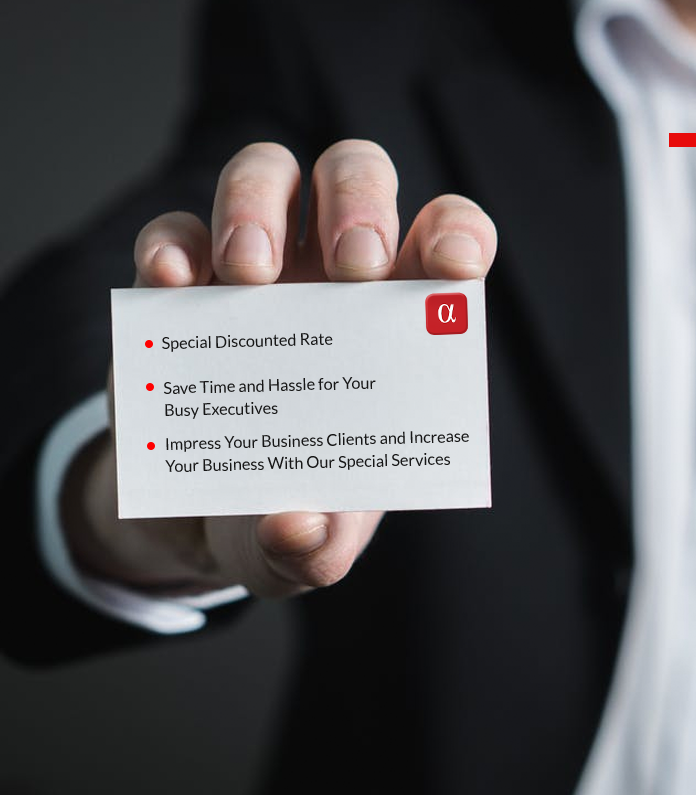 α
Special Discounted Rate
Save Time and Hassle for Your
Busy Executives
Impress Your Business Clients and Increase
Your Business With Our Special Services